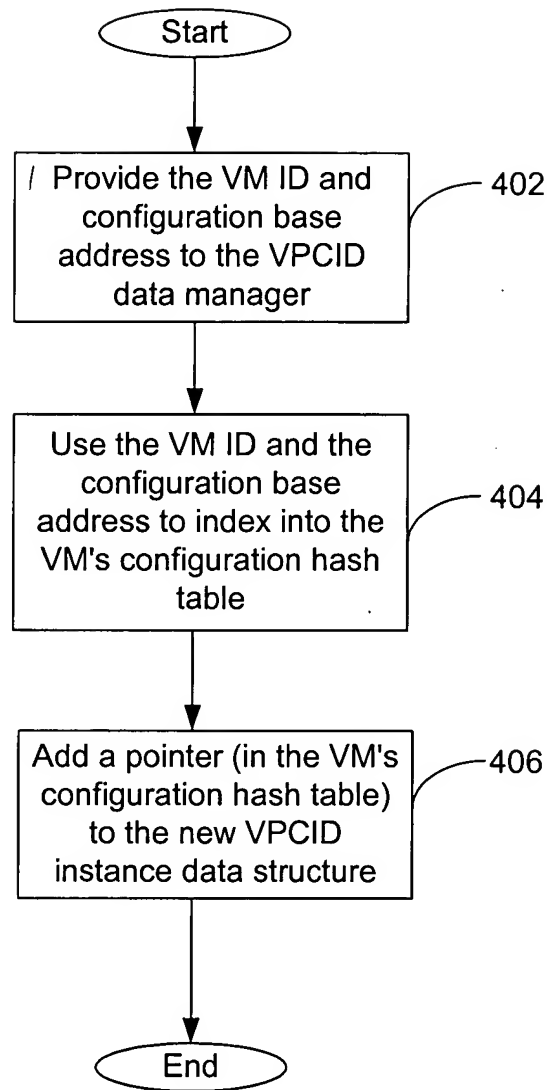 Start
Provide the VM ID and
configuration base
address to the VPCID
data manager
402
Use the VM ID and the
configuration base
address to index into the
VM's configuration hash
table
404
Add a pointer (in the VM's
configuration hash table)
to the new VPCID
instance data structure
406
End